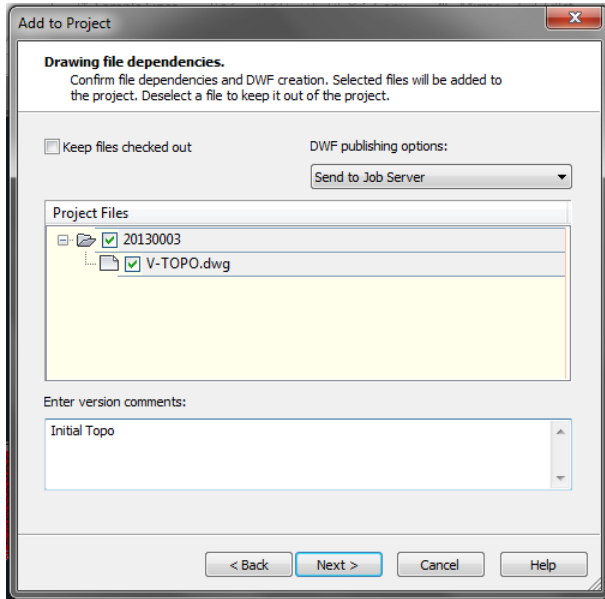 Add to Project
Drawing file dependencies.
Confirm file dependencies and DWF creation. Selected files will be added to
the project. Deselect a file to keep it out of the project.
Keep files checked out
DWF publishing options:
Send to Job Server
Project Files
20130003
V-TOPO.dwg
Enter version comments:
Initial Topo
< Back
Next >
Cancel
Help